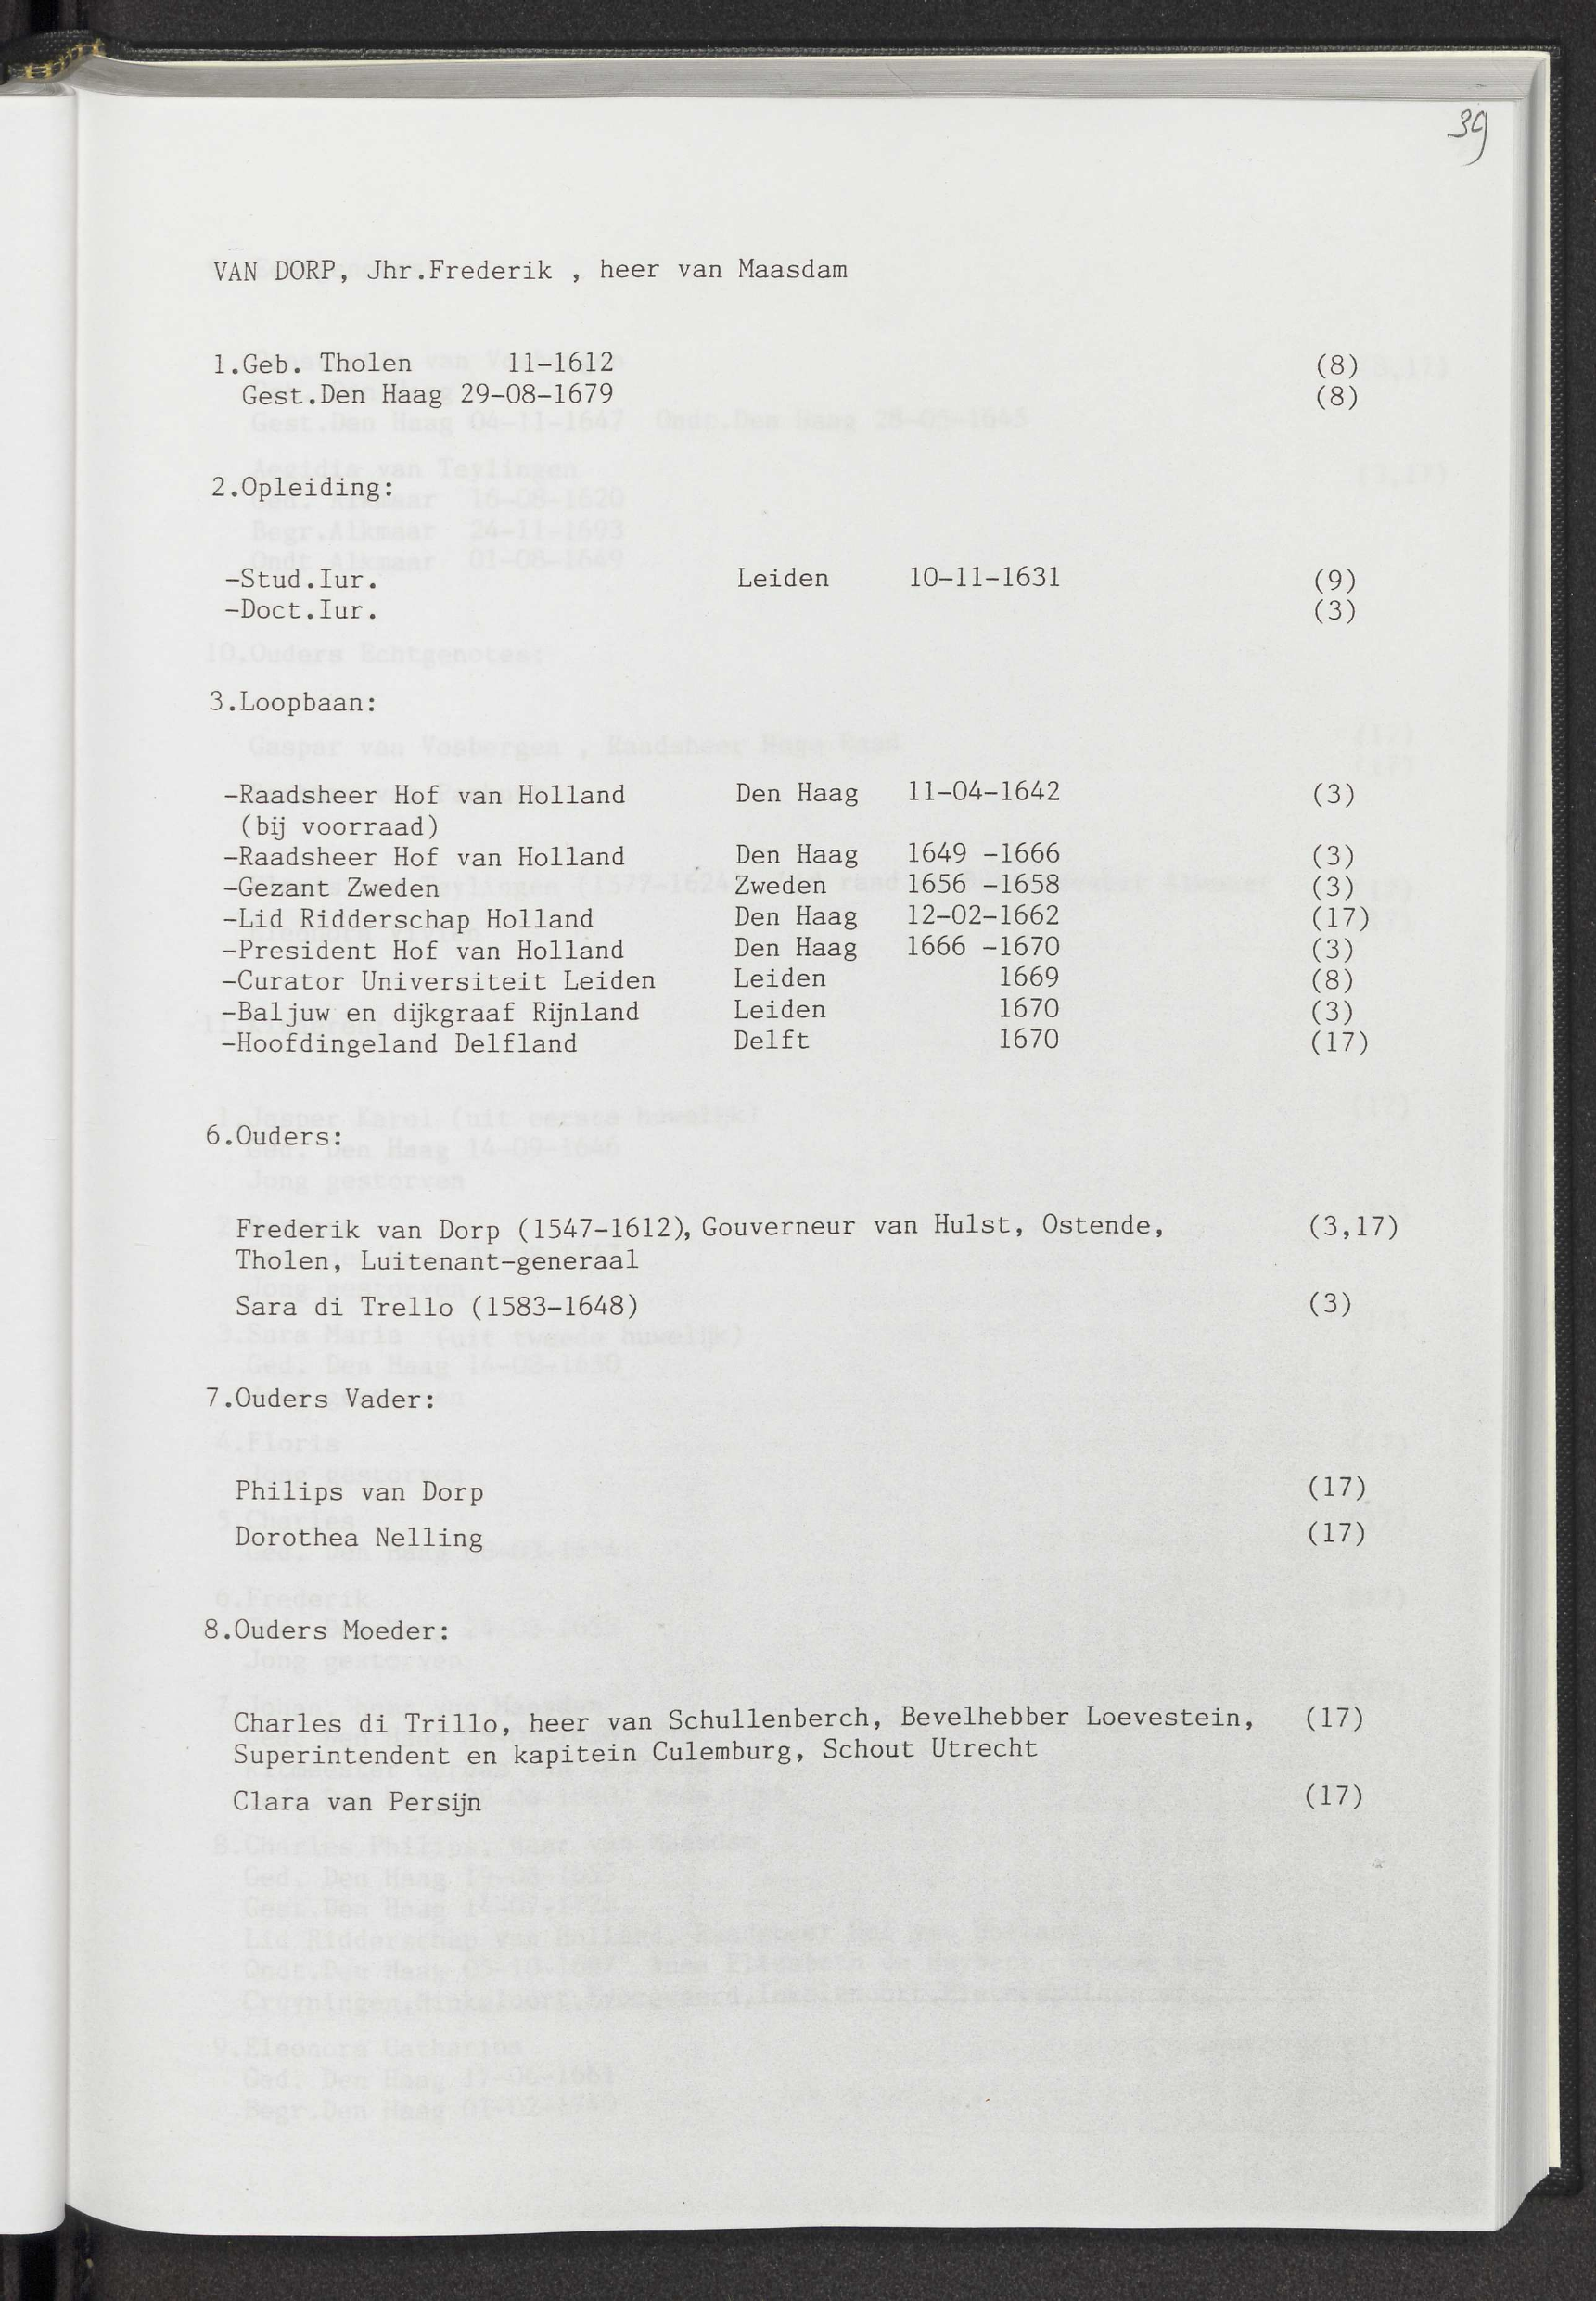 39
VAN DORP, Jhr.Frederik , heer van Maasdam
1.Geb. Tholen 11-1612 (8)
Gest.Den Haag 29-08-1679 (8)
2.Opleiding:
-Stud.Iur. Leiden 10-11-1631 (9)
-Doct.Iur. (3)
3.Loopbaan:
-Raadsheer Hof van Holland Den Haag 11-04-1642 (3)
(bij voorraad)
-Raadsheer Hof van Holland Den Haag 1649 -1666 (3)
-Gezant Zweden Zweden 1656 -1658 (3)
-Lid Ridderschap Holland Den Haag 12-02-1662 (17)
-President Hof van Holland Den Haag 1666 -1670 (3)
-Curator Universiteit Leiden Leiden 1669 (8)
-Baljuw en dijkgraaf Rijnland Leiden 1670 (3)
-Hoofdingeland Delfland Delft 1670 (17)
6.Ouders:
Frederik van Dorp (1547-1612), Gouverneur van Hulst, Ostende, (3,17)
Tholen, Luitenant-generaal
Sara di Trello (1583-1648) (3)
7.Ouders Vader:
Philips van Dorp (17)
Dorothea Nelling (17)
8.Ouders Moeder:
Charles di Trillo, heer van Schullenberch, Bevelhebber Loevestein, (17)
Superintendent en kapitein Culemburg, Schout Utrecht
Clara van Persijn (17)